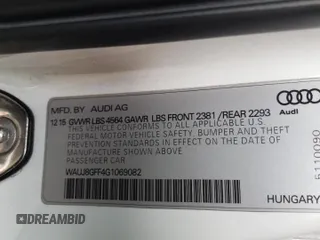 MFD. BY AUDI AG
12 15 GVWR LBS 4564 GAWR LBS FRONT 2381 / REAR 2293
THIS VEHICLE CONFORMS TO ALL APPLICABLE U.S.
FEDERAL MOTOR VEHICLE SAFETY, BUMPER AND THEFT
PREVENTION STANDARDS IN EFFECT ON THE DATE OF
MANUFACTURE SHOWN ABOVE
PASSENGER CAR
WAUJ8GFF4G1069082
Audi
HUNGARY
5110090
DREAMBID